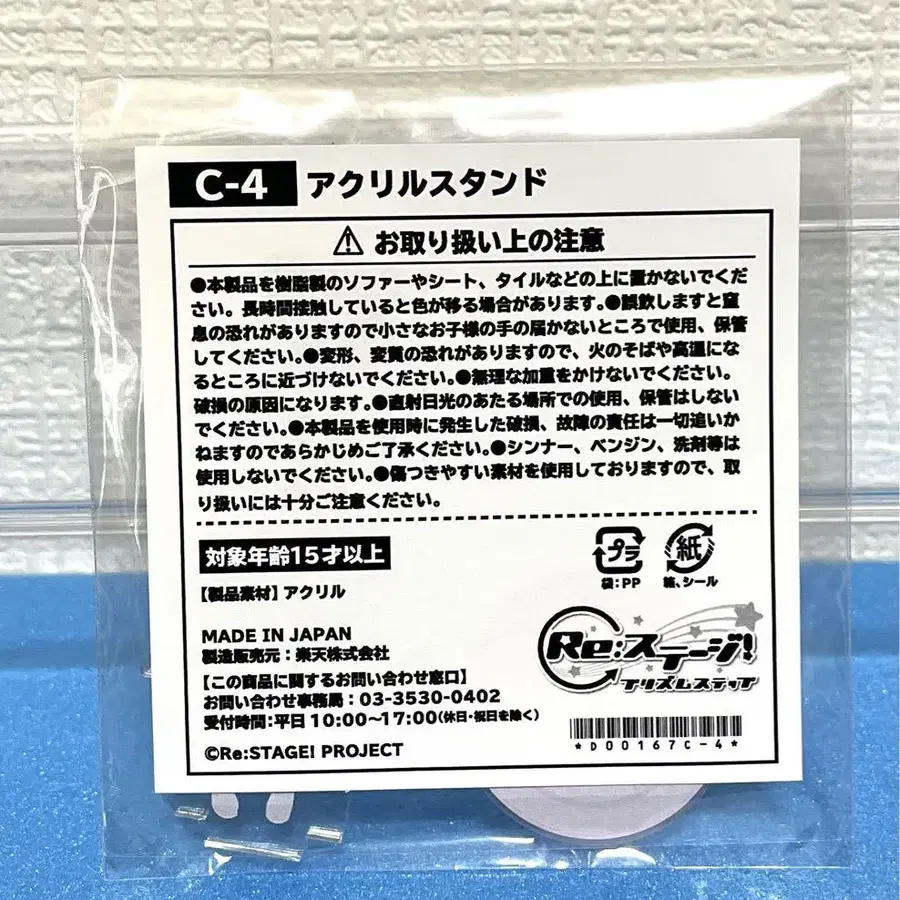 C-4 アクリルスタンド
⚠ お取り扱い上の注意
●本製品を樹脂製のソファーやシート、タイルなどの上に置かないでくだ
さい。長時間接触していると色が移る場合があります。●誤飲しますと窒
息の恐れがありますので小さなお子様の手の届かないところで使用、保管
してください。●変形、変質の恐れがありますので、火のそばや高温にな
るところに近づけないでください。●無理な加重をかけないでください。
破損の原因になります。●直射日光のあたる場所での使用、保管はしない
でください。●本製品を使用時に発生した破損、故障の責任は一切追いか
ねますのであらかじめご了承ください。●シンナー、ベンジン、洗剤等は
使用しないでください。●傷つきやすい素材を使用しておりますので、取
り扱いには十分ご注意ください。
対象年齢15才以上
プラ 紙
袋:PP 紙、シール
【製品素材】アクリル
MADE IN JAPAN
製造販売元:楽天株式会社
【この商品に関するお問い合わせ窓口】
お問い合わせ事務局:03-3530-0402
受付時間:平日10:00〜17:00(休日・祝日を除く)
©Re:STAGE! PROJECT
Re:ステージ!
プリズムステップ
*D00167C-4*